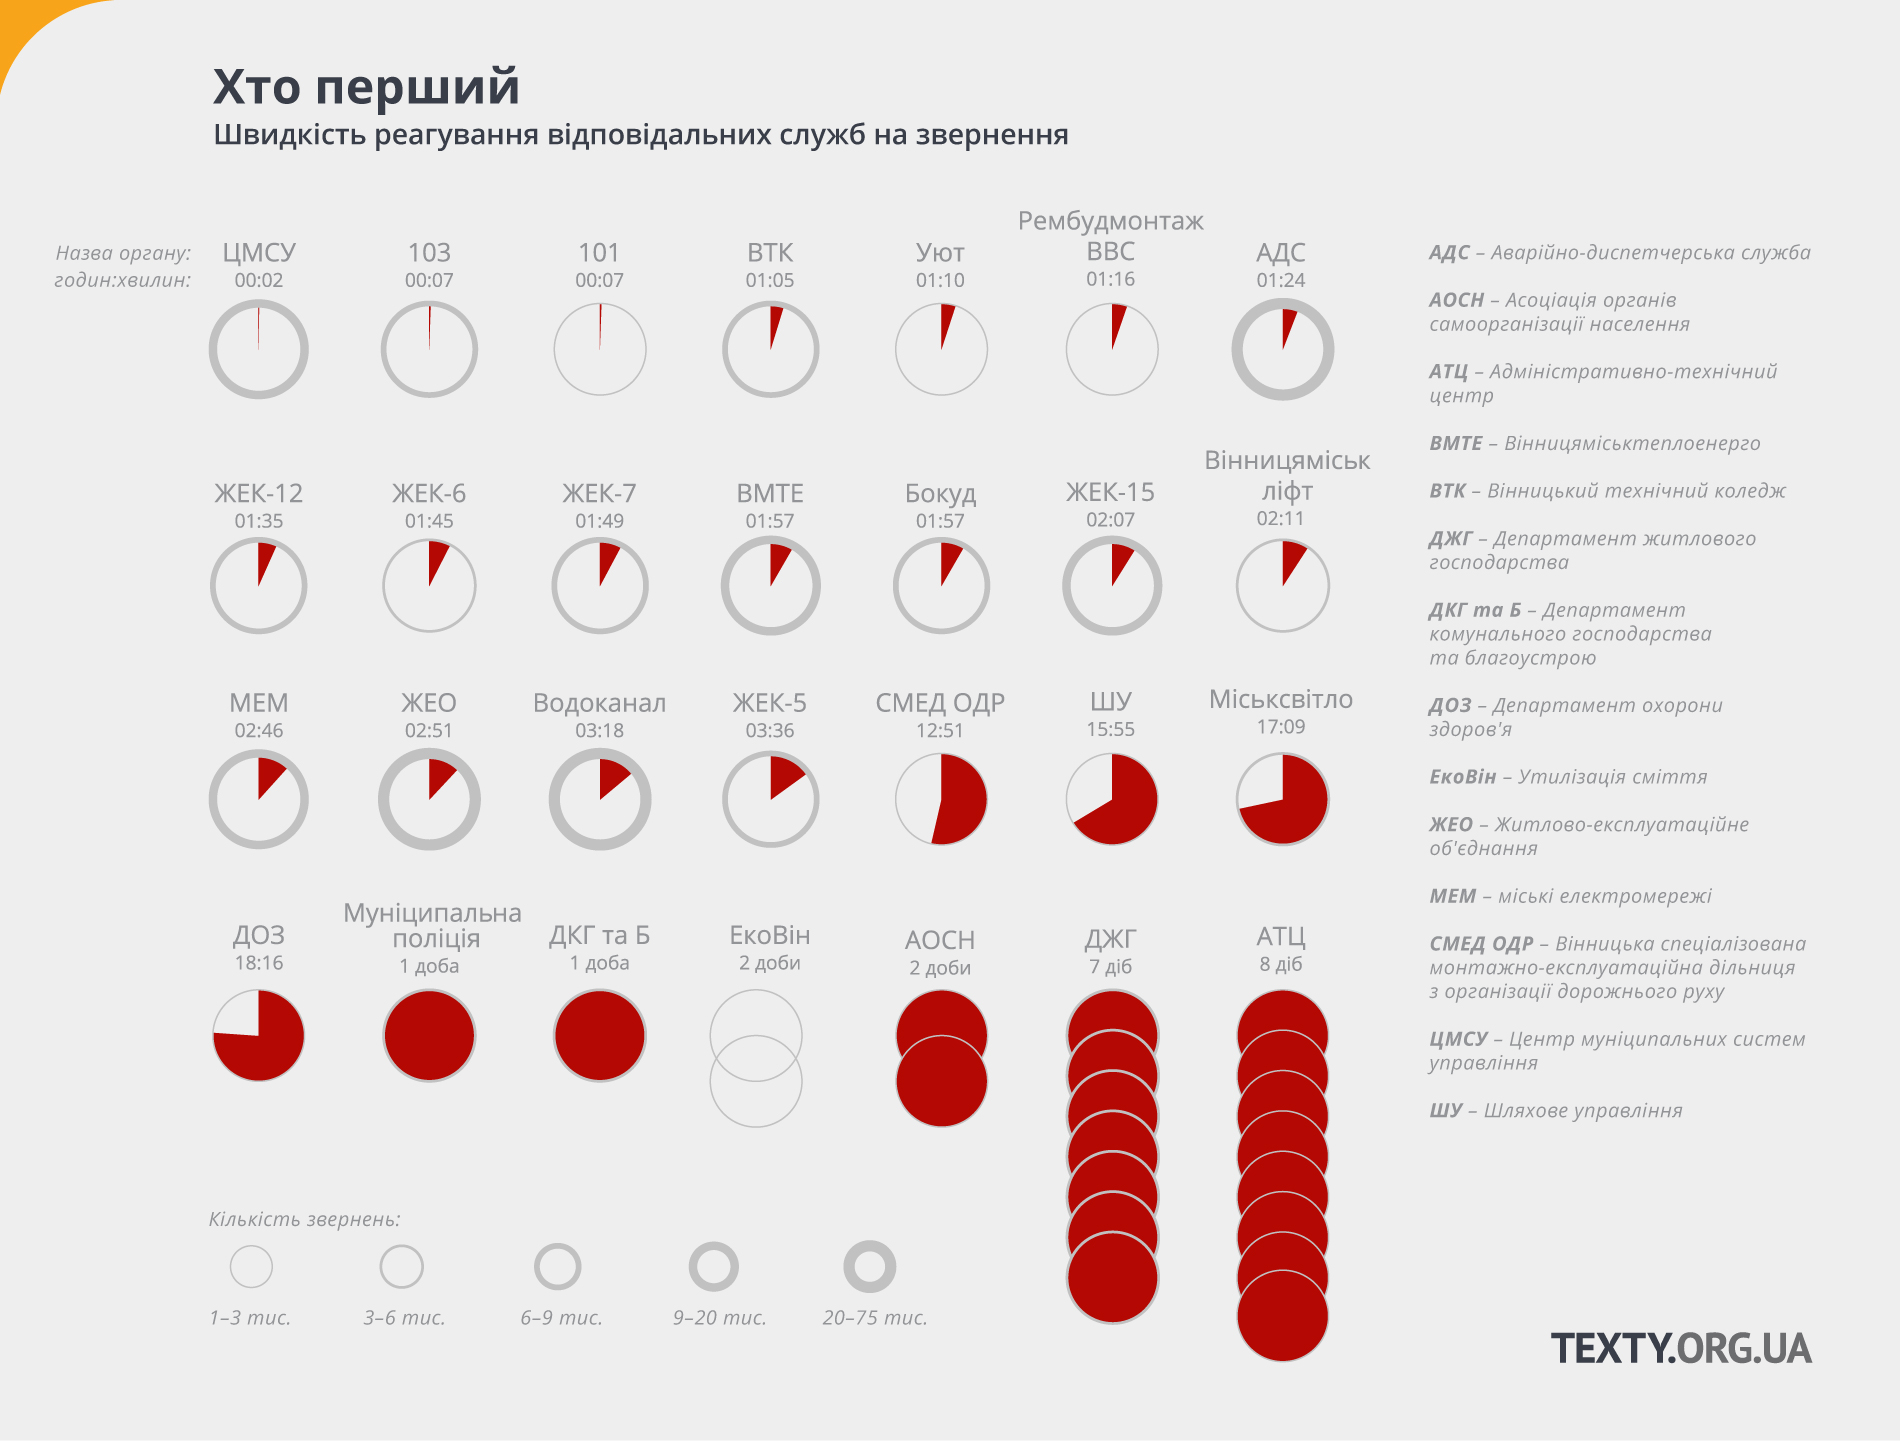 Хто перший
Швидкість реагування відповідальних служб на звернення
Назва органу:
годин:хвилин:
ЦМСУ
00:02
103
00:07
101
00:07
ВТК
01:05
Уют
01:10
Рембудмонтаж
ВВС
01:16
АДС
01:24
ЖЕК-12
01:35
ЖЕК-6
01:45
ЖЕК-7
01:49
ВМТЕ
01:57
Бокуд
01:57
ЖЕК-15
02:07
Вінницяміськ
ліфт
02:11
МЕМ
02:46
ЖЕО
02:51
Водоканал
03:18
ЖЕК-5
03:36
СМЕД ОДР
12:51
ШУ
15:55
Міськсвітло
17:09
ДОЗ
18:16
Муніципальна
поліція
1 доба
ДКГ та Б
1 доба
ЕкоВін
2 доби
АОСН
2 доби
ДЖГ
7 діб
АТЦ
8 діб
Кількість звернень:
1–3 тис.
3–6 тис.
6–9 тис.
9–20 тис.
20–75 тис.
АДС – Аварійно-диспетчерська служба
АОСН – Асоціація органів
самоорганізації населення
АТЦ – Адміністративно-технічний
центр
ВМТЕ – Вінницяміськтеплоенерго
ВТК – Вінницький технічний коледж
ДЖГ – Департамент житлового
господарства
ДКГ та Б – Департамент
комунального господарства
та благоустрою
ДОЗ – Департамент охорони
здоров'я
ЕкоВін – Утилізація сміття
ЖЕО – Житлово-експлуатаційне
об'єднання
МЕМ – міські електромережі
СМЕД ОДР – Вінницька спеціалізована
монтажно-експлуатаційна дільниця
з організації дорожнього руху
ЦМСУ – Центр муніципальних систем
управління
ШУ – Шляхове управління
TEXTY.ORG.UA